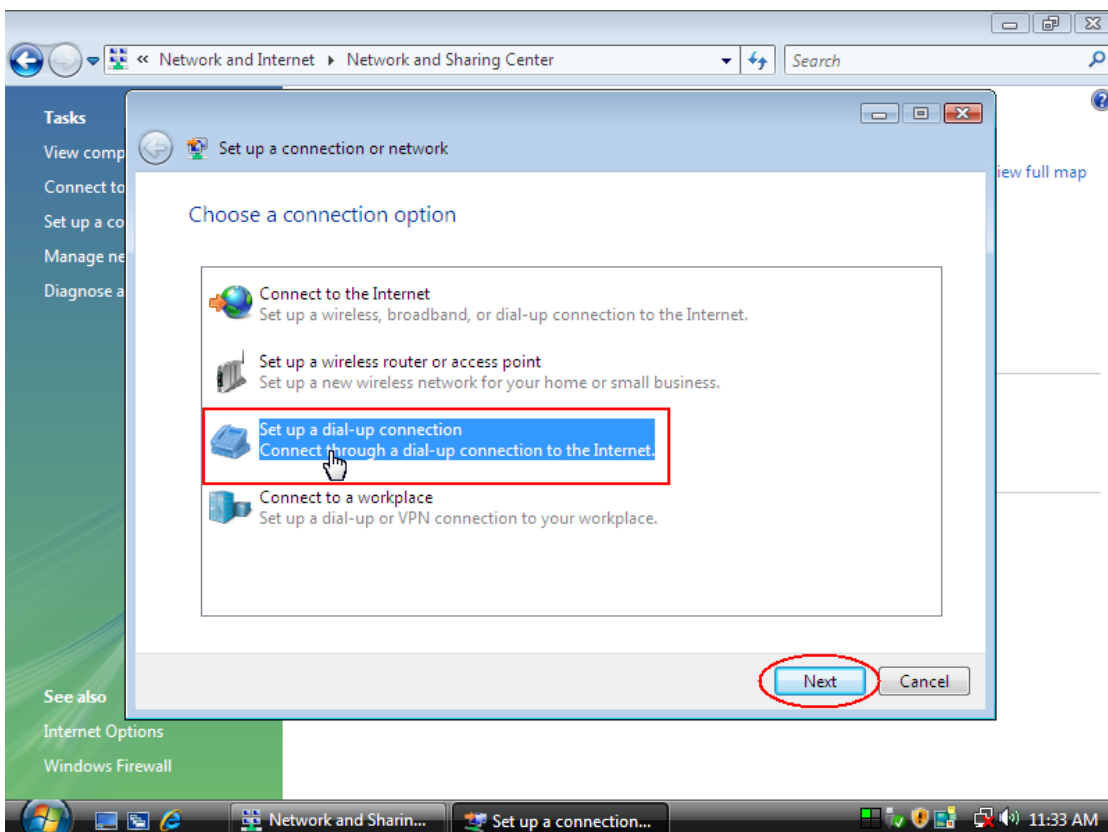 « Network and Internet ▸ Network and Sharing Center
Search
Tasks
View comp
Connect to
Set up a co
Manage ne
Diagnose a
iew full map
Set up a connection or network
Choose a connection option
Connect to the Internet
Set up a wireless, broadband, or dial-up connection to the Internet.
Set up a wireless router or access point
Set up a new wireless network for your home or small business.
Set up a dial-up connection
Connect through a dial-up connection to the Internet.
Connect to a workplace
Set up a dial-up or VPN connection to your workplace.
Next
Cancel
See also
Internet Options
Windows Firewall
Network and Sharin...
Set up a connection...
11:33 AM